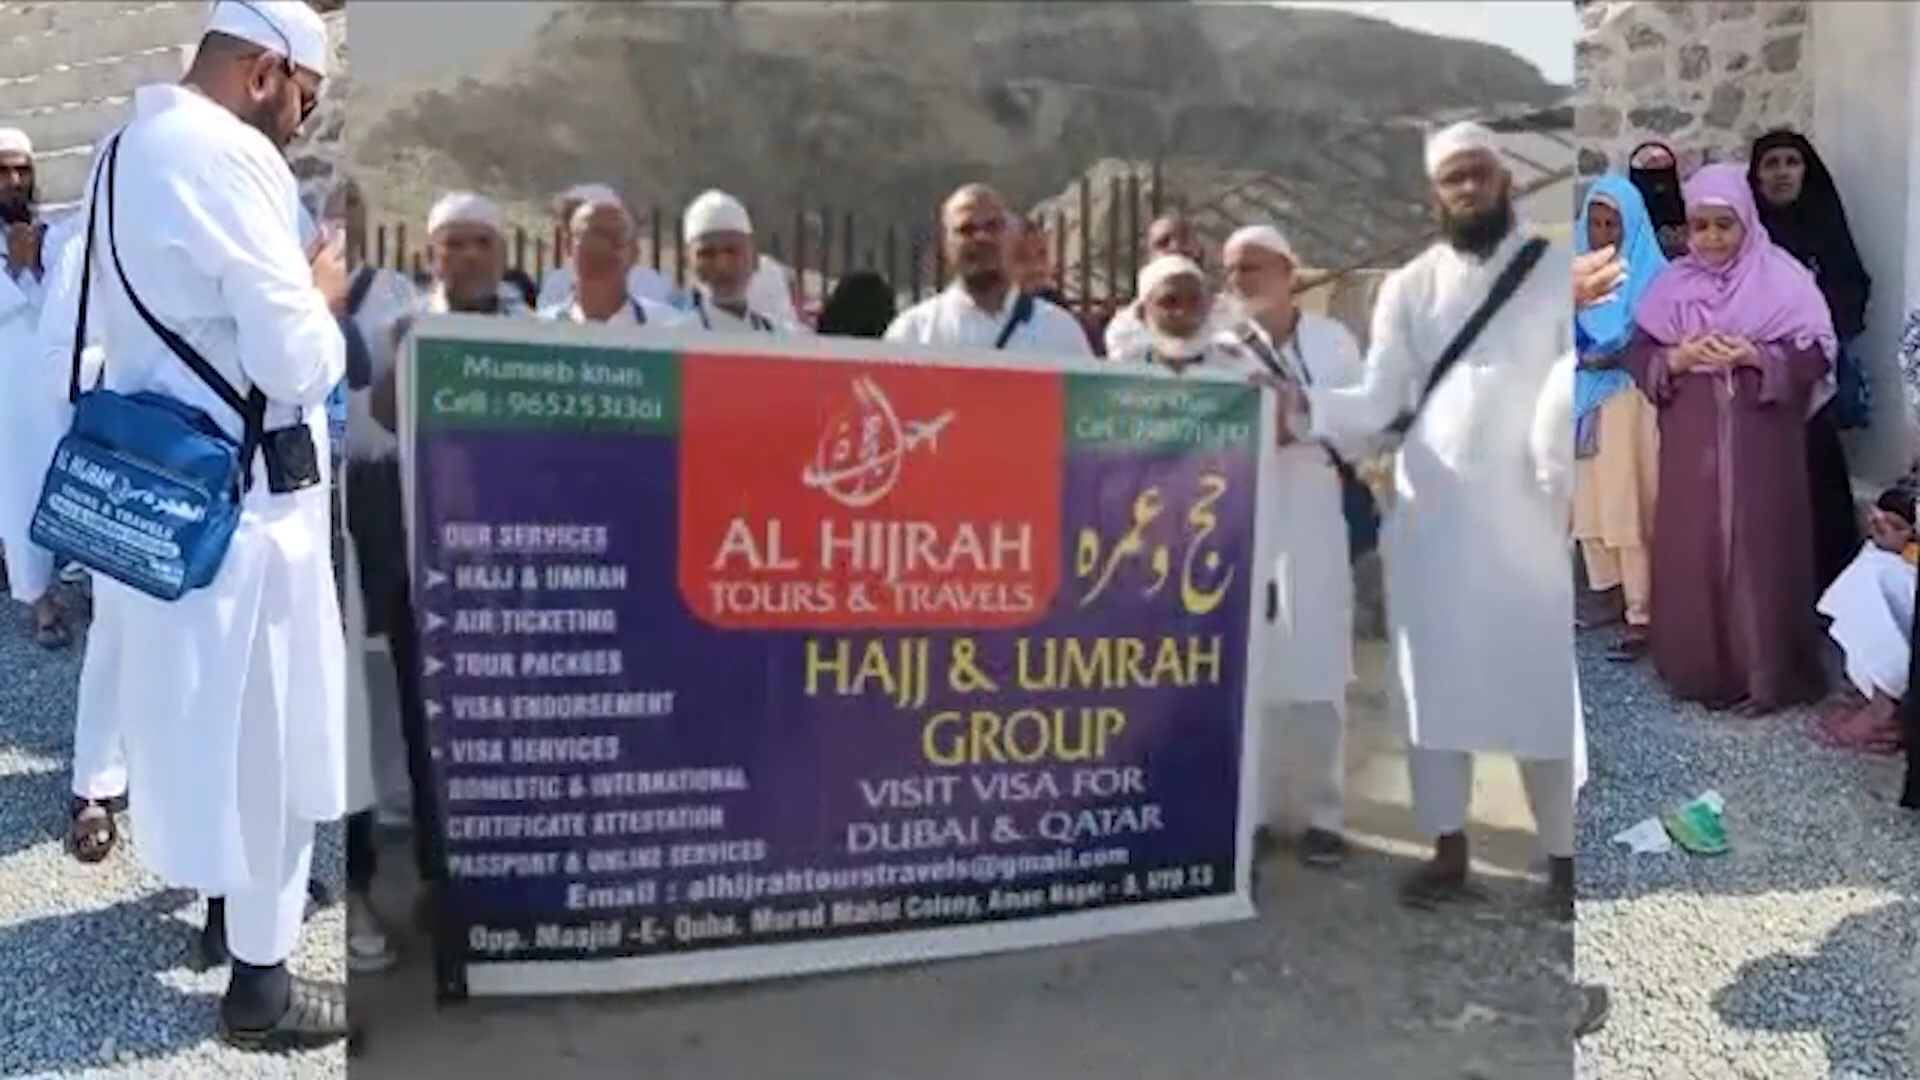 AL HIJRAH
TOURS & TRAVELS
Muneeb khan
Cell : 9652531361
AL HIJRAH
TOURS & TRAVELS
حج و عمرہ
OUR SERVICES
HAJJ & UMRAH
AIR TICKETING
TOUR PACKGES
VISA ENDORSEMENT
VISA SERVICES
DOMESTIC & INTERNATIONAL
CERTIFICATE ATTESTATION
PASSPORT & ONLINE SERVICES
HAJJ & UMRAH
GROUP
VISIT VISA FOR
DUBAI & QATAR
Email : alhijrahtourstravels@gmail.com
Opp. Masjid -E- Quba, Murad Mahal Colony, Aman Nagar - B,